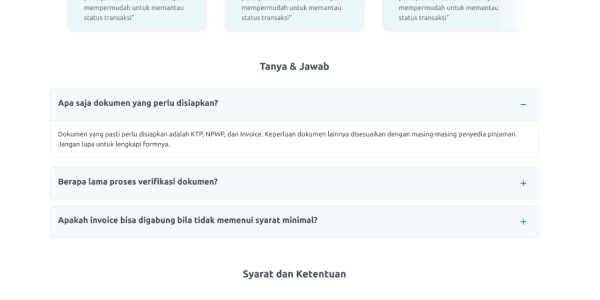 mempermudah untuk memantau mempermudah untuk memantau mempermudah untuk memantau
status transaksi" status transaksi" status transaksi"
Tanya & Jawab
Apa saja dokumen yang perlu disiapkan?
Dokumen yang pasti perlu disiapkan adalah KTP, NPWP, dan Invoice. Keperluan dokumen lainnya disesuaikan dengan masing-masing penyedia pinjaman.
Jangan lupa untuk lengkapi formnya.
Berapa lama proses verifikasi dokumen?
Apakah invoice bisa digabung bila tidak memenui syarat minimal?
Syarat dan Ketentuan